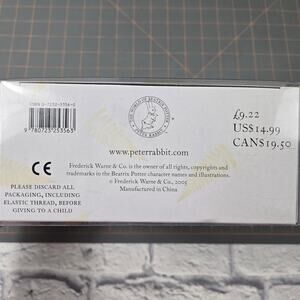 ISBN 0-7232-5356-0
9 780723 253563
THE WORLD OF BEATRIX POTTER
PETER RABBIT
£9.22
US$14.99
CAN$19.50
www.peterrabbit.com
CE
Frederick Warne & Co. is the owner of all rights, copyrights and
trademarks in the Beatrix Potter character names and illustrations.
© Frederick Warne & Co., 2005
Manufactured in China
PLEASE DISCARD ALL
PACKAGING, INCLUDING
ELASTIC THREAD, BEFORE
GIVING TO A CHILD